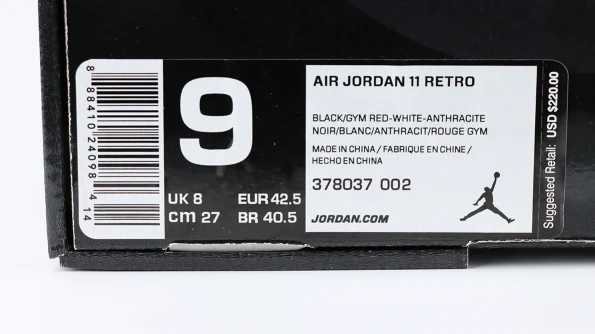 8 88410 24098 4 14
9
UK 8 EUR 42.5
cm 27 BR 40.5
AIR JORDAN 11 RETRO
BLACK/GYM RED-WHITE-ANTHRACITE
NOIR/BLANC/ANTHRACIT/ROUGE GYM
MADE IN CHINA / FABRIQUE EN CHINE /
HECHO EN CHINA
378037 002
JORDAN.COM
Suggested Retail: USD $220.00